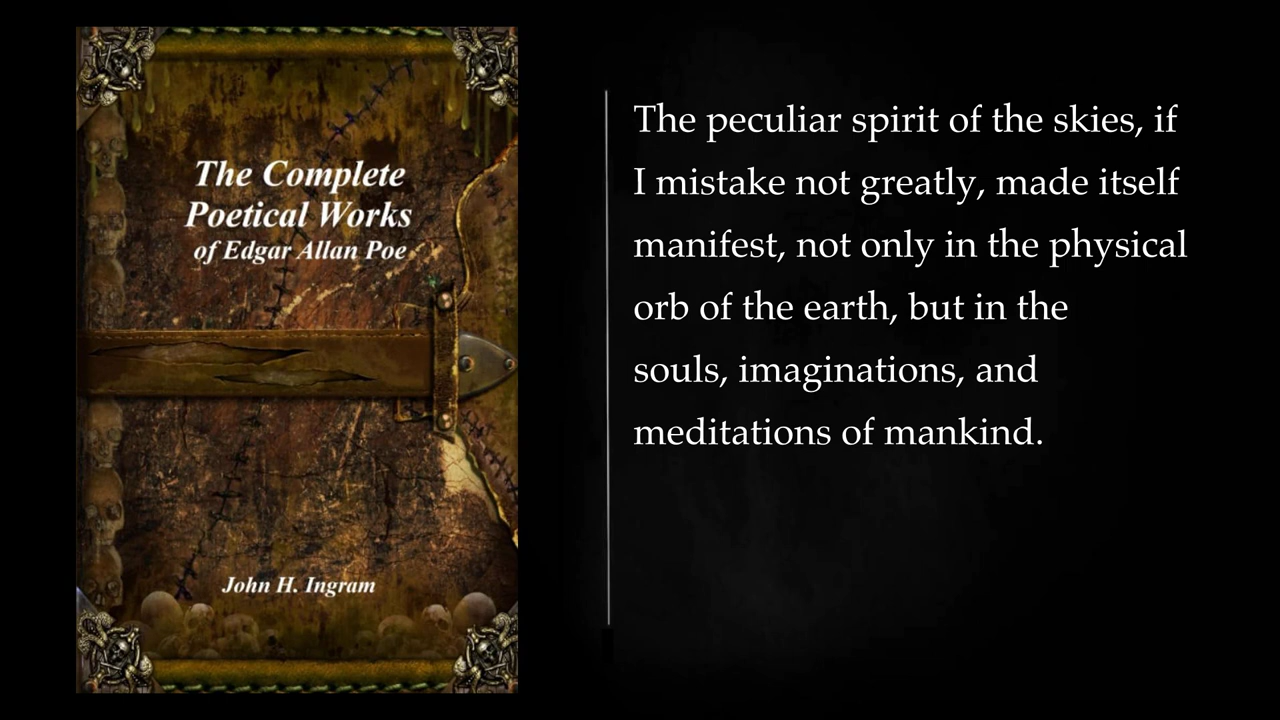 The Complete
Poetical Works
of Edgar Allan Poe
John H. Ingram
The peculiar spirit of the skies, if
I mistake not greatly, made itself
manifest, not only in the physical
orb of the earth, but in the
souls, imaginations, and
meditations of mankind.